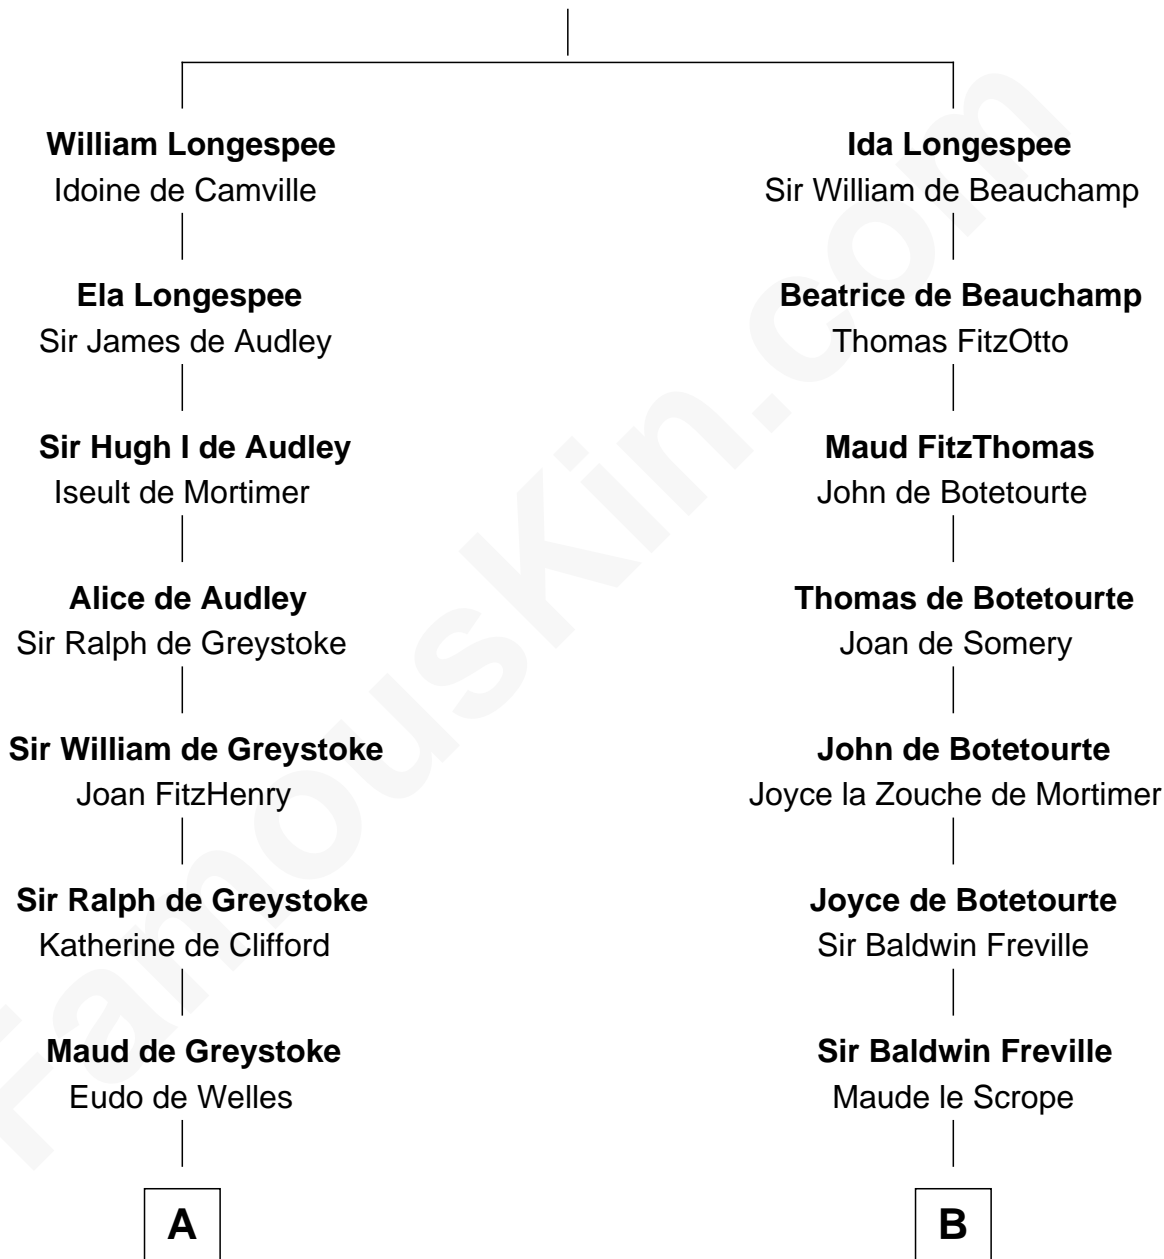 William Longespee
Idoine de Camville
Ela Longespee
Sir James de Audley
Sir Hugh I de Audley
Iseult de Mortimer
Alice de Audley
Sir Ralph de Greystoke
Sir William de Greystoke
Joan FitzHenry
Sir Ralph de Greystoke
Katherine de Clifford
Maud de Greystoke
Eudo de Welles
A
Ida Longespee
Sir William de Beauchamp
Beatrice de Beauchamp
Thomas FitzOtto
Maud FitzThomas
John de Botetourte
Thomas de Botetourte
Joan de Somery
John de Botetourte
Joyce la Zouche de Mortimer
Joyce de Botetourte
Sir Baldwin Freville
Sir Baldwin Freville
Maude le Scrope
B
FamousKin.com